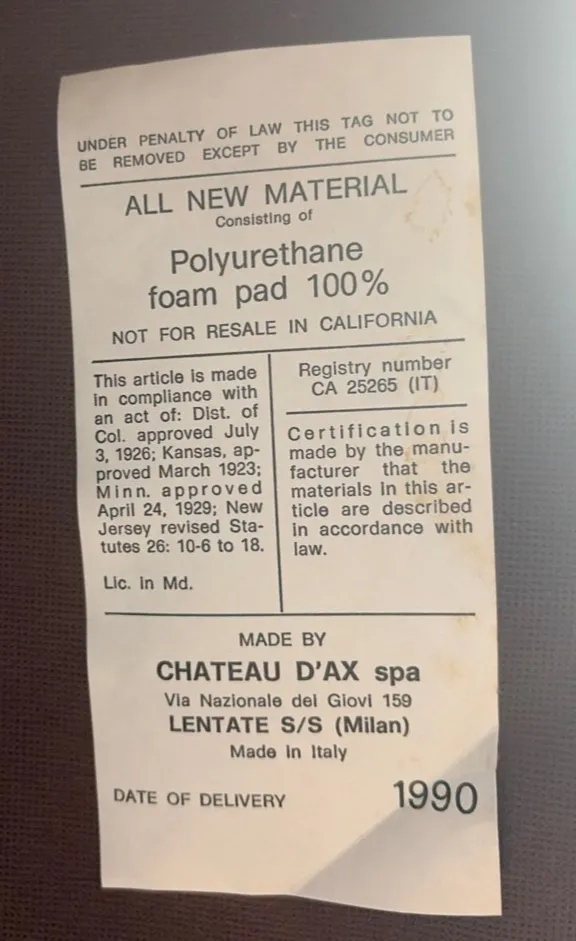 UNDER PENALTY OF LAW THIS TAG NOT TO
BE REMOVED EXCEPT BY THE CONSUMER
ALL NEW MATERIAL
Consisting of
Polyurethane
foam pad 100%
NOT FOR RESALE IN CALIFORNIA
This article is made
in compliance with
an act of: Dist. of
Col. approved July
3, 1926; Kansas, ap-
proved March 1923;
Minn. approved
April 24, 1929; New
Jersey revised Sta-
tutes 26: 10-6 to 18.
Lic. in Md.
Registry number
CA 25265 (IT)
Certification is
made by the manu-
facturer that the
materials in this ar-
ticle are described
in accordance with
law.
MADE BY
CHATEAU D'AX spa
Via Nazionale dei Giovi 159
LENTATE S/S (Milan)
Made in Italy
DATE OF DELIVERY 1990